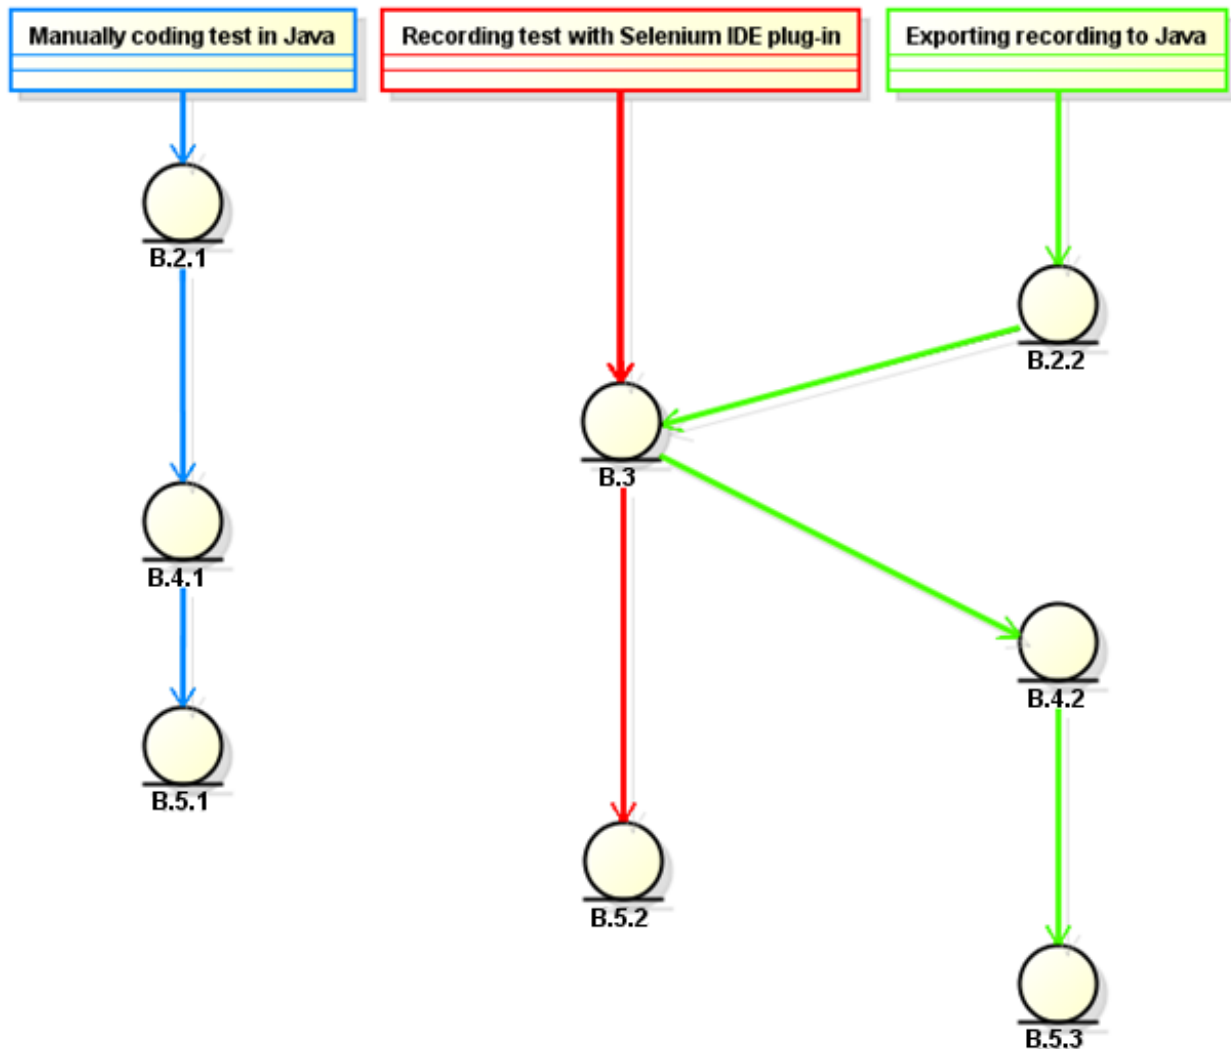 Manually coding test in Java
Recording test with Selenium IDE plug-in
Exporting recording to Java
B.2.1
B.2.2
B.3
B.4.1
B.4.2
B.5.1
B.5.2
B.5.3